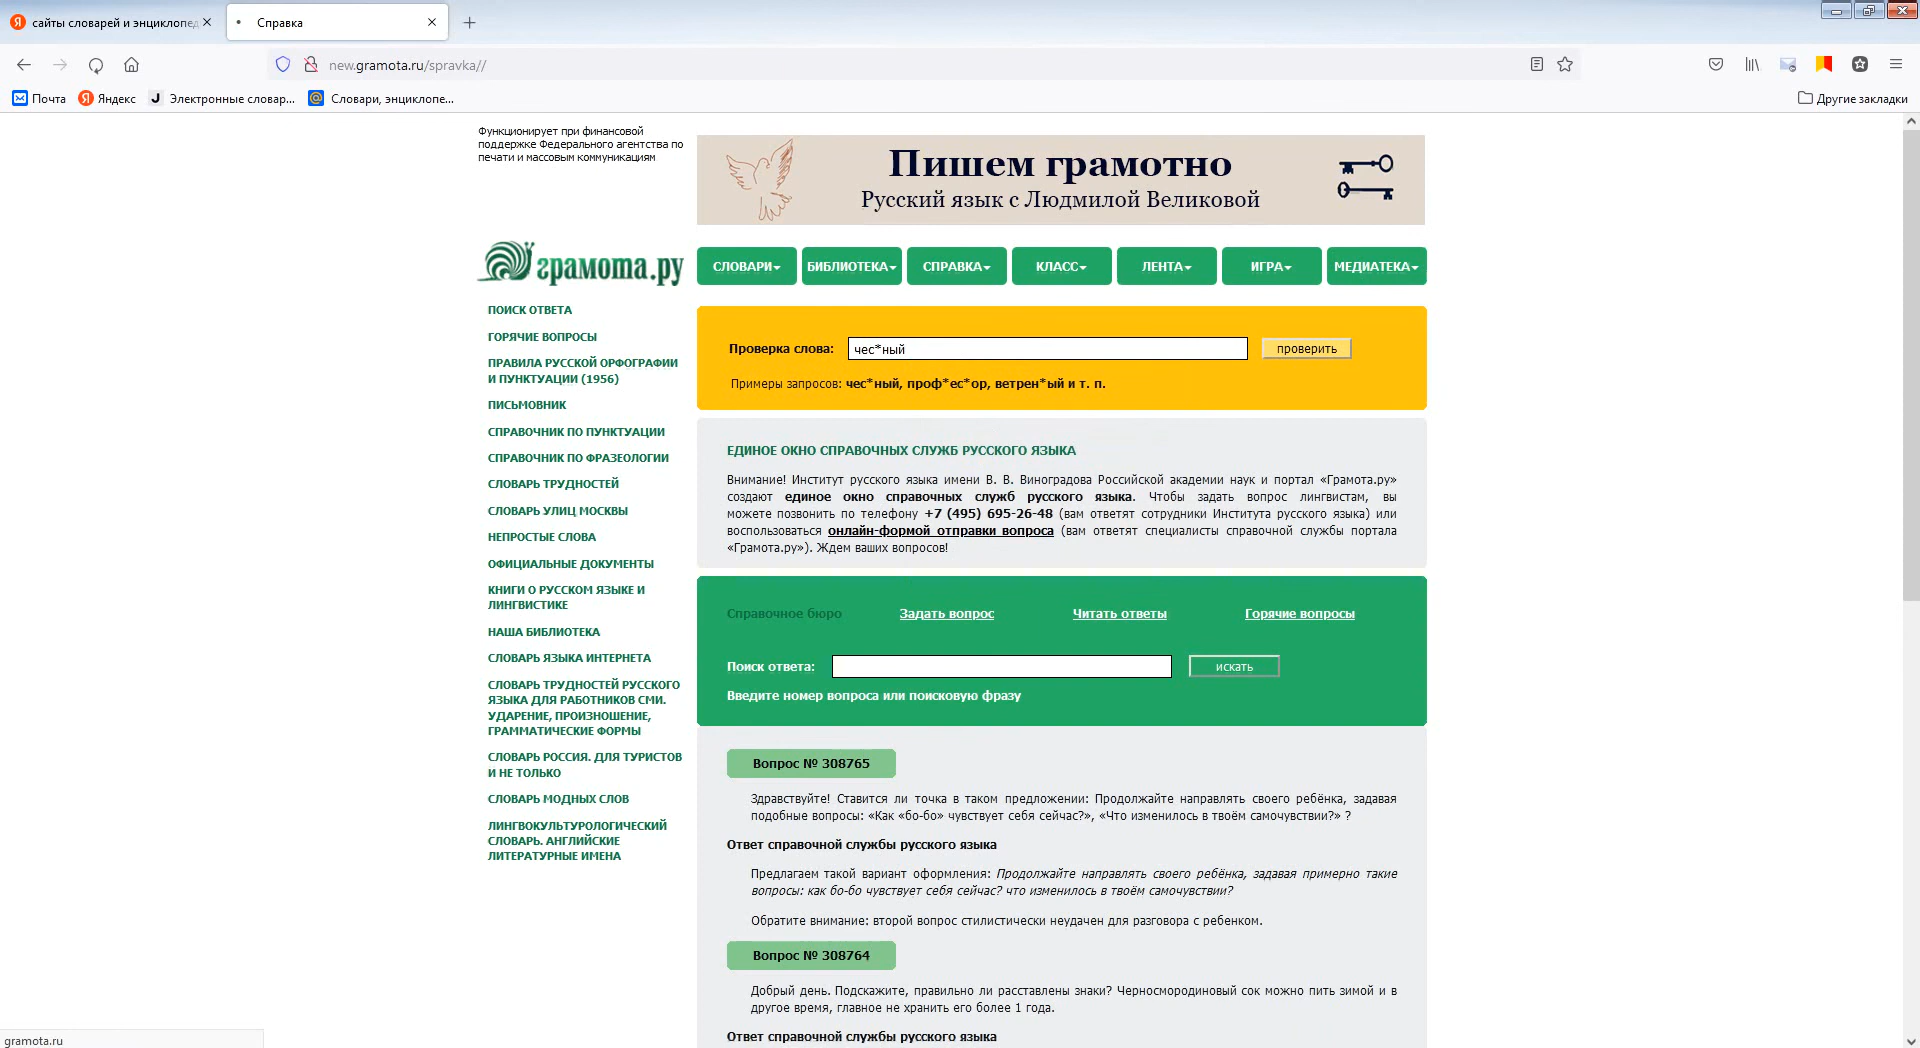 сайты словарей и энциклопед
Справка
new.gramota.ru/spravka//
Почта
Яндекс
Электронные словар...
Словари, энциклопе...
Другие закладки
Функционирует при финансовой
поддержке Федерального агентства по
печати и массовым коммуникациям
Пишем грамотно
Русский язык с Людмилой Великовой
грамота.ру
СЛОВАРИ
БИБЛИОТЕКА
СПРАВКА
КЛАСС
ЛЕНТА
ИГРА
МЕДИАТЕКА
ПОИСК ОТВЕТА
ГОРЯЧИЕ ВОПРОСЫ
ПРАВИЛА РУССКОЙ ОРФОГРАФИИ
И ПУНКТУАЦИИ (1956)
ПИСЬМОВНИК
СПРАВОЧНИК ПО ПУНКТУАЦИИ
СПРАВОЧНИК ПО ФРАЗЕОЛОГИИ
СЛОВАРЬ ТРУДНОСТЕЙ
СЛОВАРЬ УЛИЦ МОСКВЫ
НЕПРОСТЫЕ СЛОВА
ОФИЦИАЛЬНЫЕ ДОКУМЕНТЫ
КНИГИ О РУССКОМ ЯЗЫКЕ И
ЛИНГВИСТИКЕ
НАША БИБЛИОТЕКА
СЛОВАРЬ ЯЗЫКА ИНТЕРНЕТА
СЛОВАРЬ ТРУДНОСТЕЙ РУССКОГО
ЯЗЫКА ДЛЯ РАБОТНИКОВ СМИ.
УДАРЕНИЕ, ПРОИЗНОШЕНИЕ,
ГРАММАТИЧЕСКИЕ ФОРМЫ
СЛОВАРЬ РОССИЯ. ДЛЯ ТУРИСТОВ
И НЕ ТОЛЬКО
СЛОВАРЬ МОДНЫХ СЛОВ
ЛИНГВОКУЛЬТУРОЛОГИЧЕСКИЙ
СЛОВАРЬ. АНГЛИЙСКИЕ
ЛИТЕРАТУРНЫЕ ИМЕНА
Проверка слова: чес*ный проверить
Примеры запросов: чес*ный, проф*ес*ор, ветрен*ый и т. п.
ЕДИНОЕ ОКНО СПРАВОЧНЫХ СЛУЖБ РУССКОГО ЯЗЫКА
Внимание! Институт русского языка имени В. В. Виноградова Российской академии наук и портал «Грамота.ру»
создают единое окно справочных служб русского языка. Чтобы задать вопрос лингвистам, вы
можете позвонить по телефону +7 (495) 695-26-48 (вам ответят сотрудники Института русского языка) или
воспользоваться онлайн-формой отправки вопроса (вам ответят специалисты справочной службы портала
«Грамота.ру»). Ждем ваших вопросов!
Справочное бюро Задать вопрос Читать ответы Горячие вопросы
Поиск ответа: искать
Введите номер вопроса или поисковую фразу
Вопрос № 308765
Здравствуйте! Ставится ли точка в таком предложении: Продолжайте направлять своего ребёнка, задавая
подобные вопросы: «Как «бо-бо» чувствует себя сейчас?», «Что изменилось в твоём самочувствии?» ?
Ответ справочной службы русского языка
Предлагаем такой вариант оформления: Продолжайте направлять своего ребёнка, задавая примерно такие
вопросы: как бо-бо чувствует себя сейчас? что изменилось в твоём самочувствии?
Обратите внимание: второй вопрос стилистически неудачен для разговора с ребенком.
Вопрос № 308764
Добрый день. Подскажите, правильно ли расставлены знаки? Черносмородиновый сок можно пить зимой и в
другое время, главное не хранить его более 1 года.
Ответ справочной службы русского языка
gramota.ru